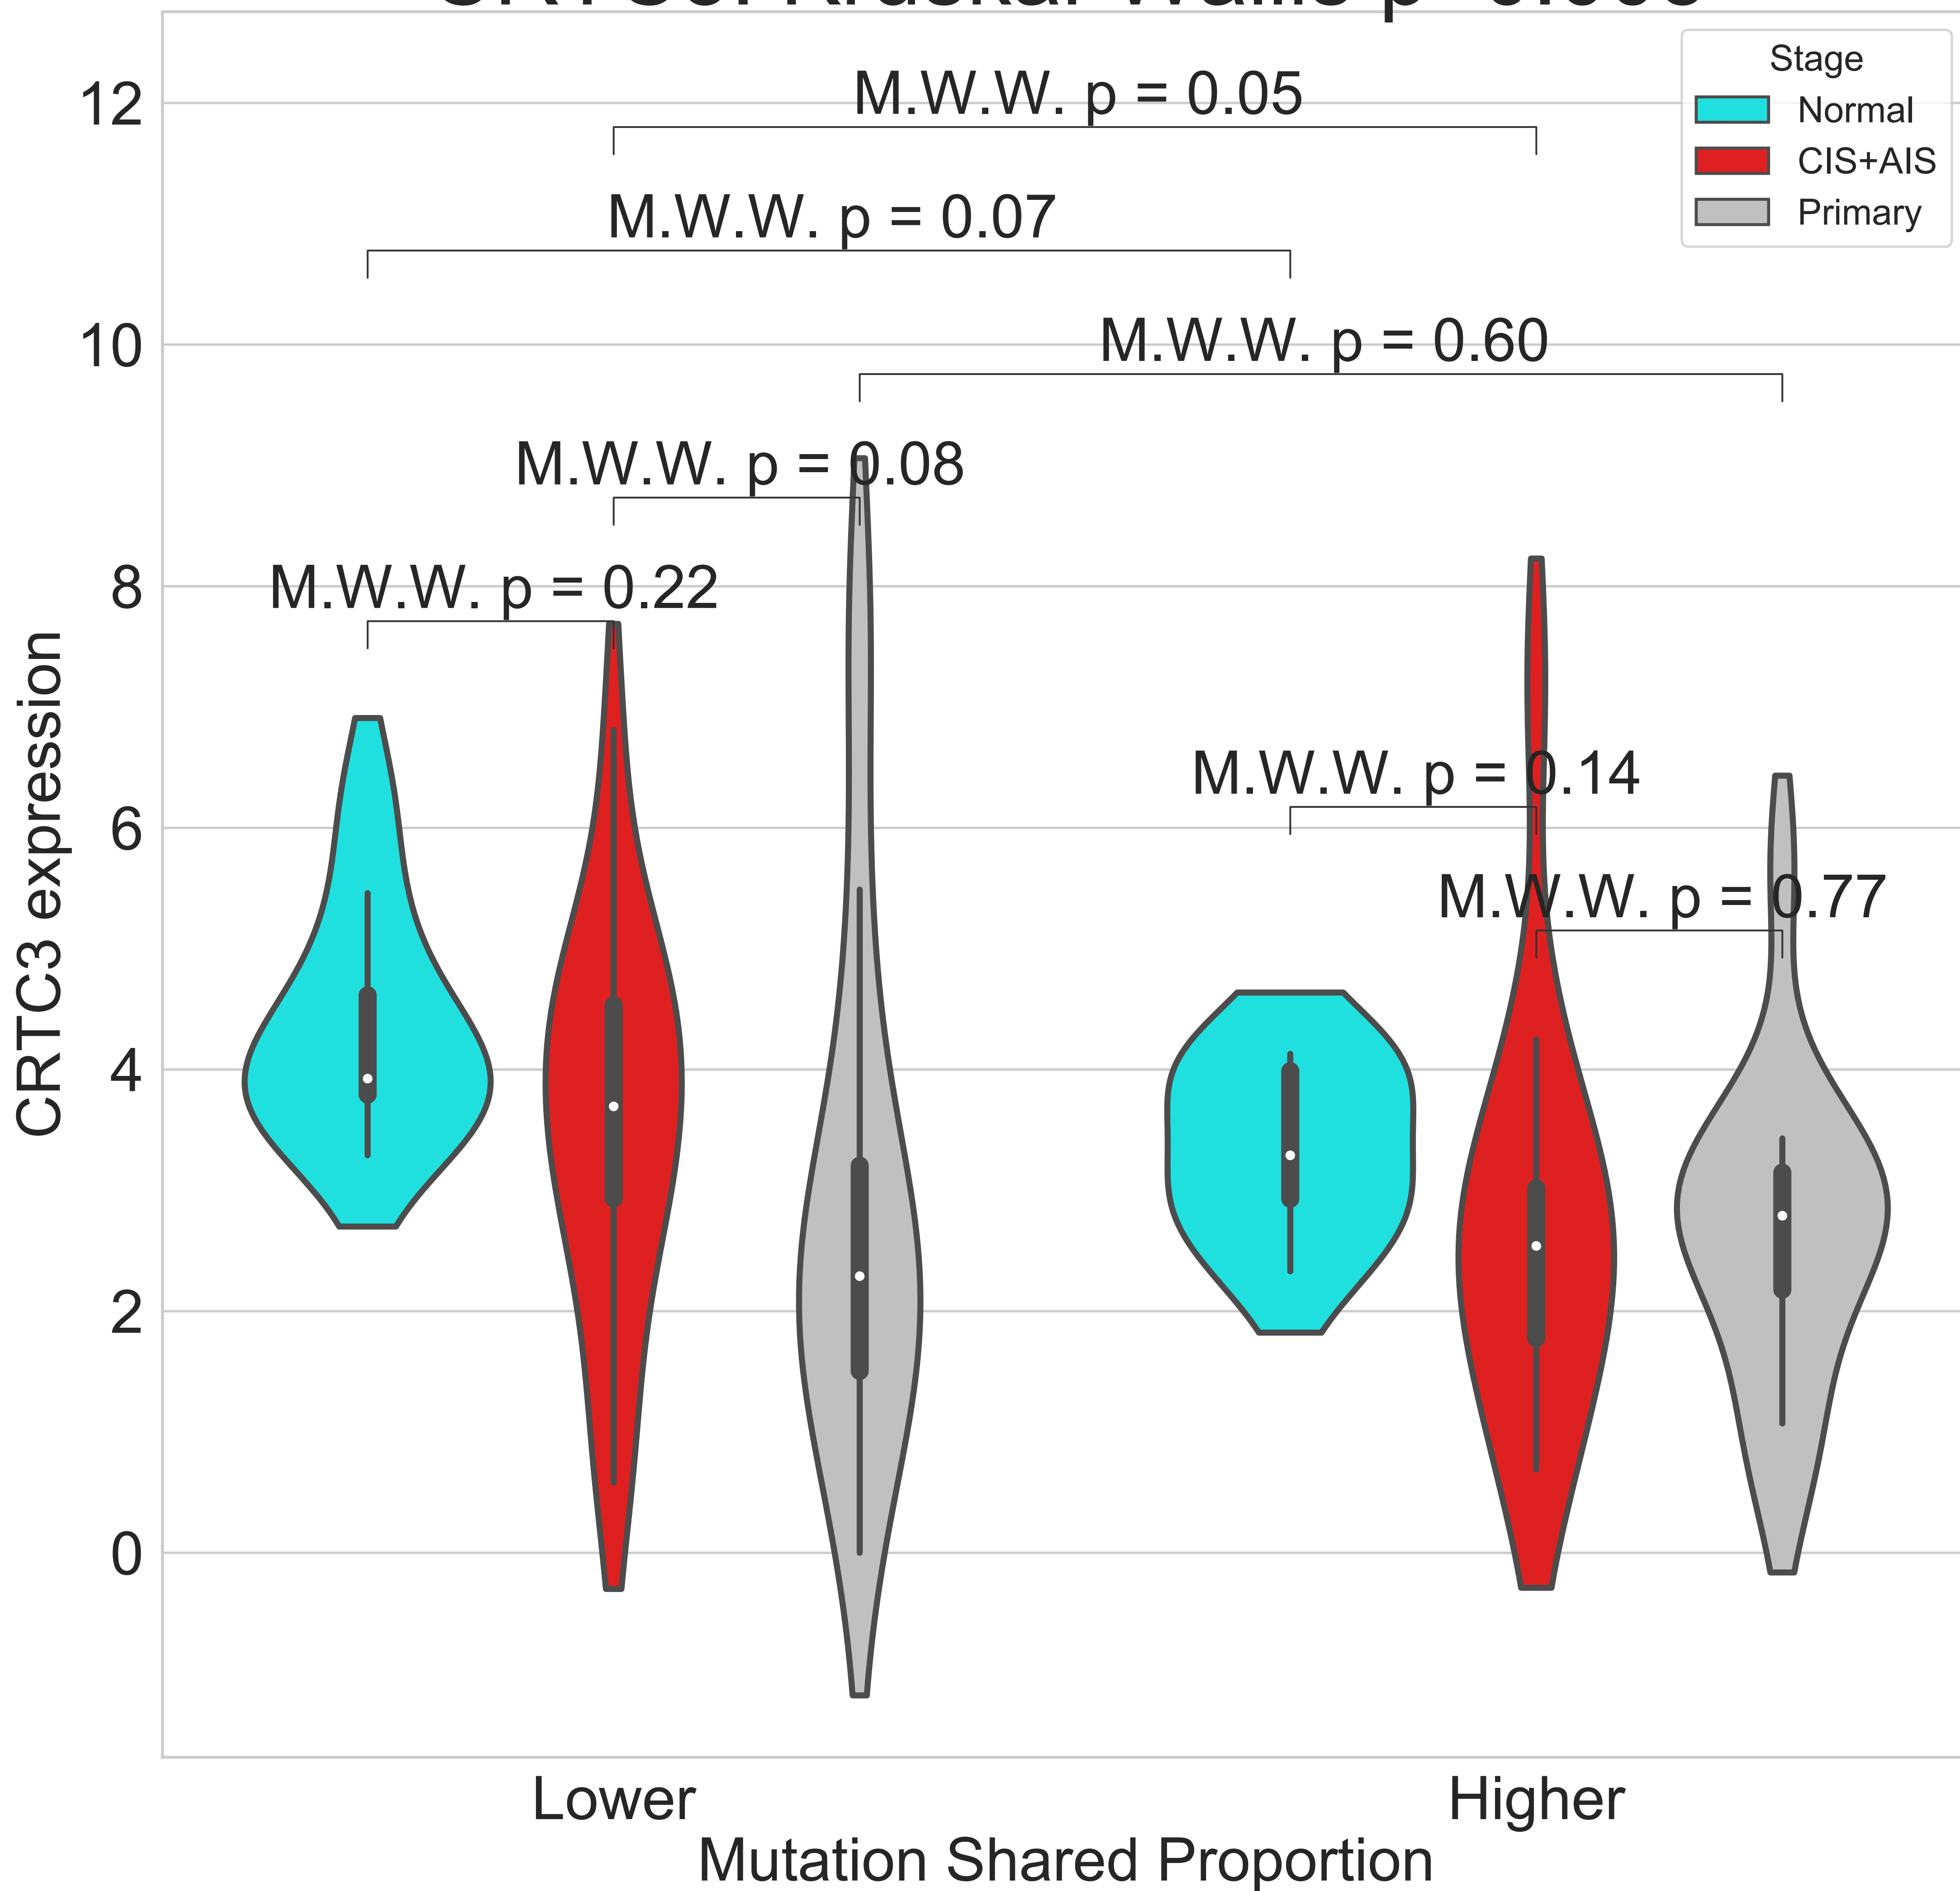 Stage
Normal
CIS+AIS
Primary
M.W.W. p = 0.05
M.W.W. p = 0.07
M.W.W. p = 0.60
M.W.W. p = 0.08
M.W.W. p = 0.22
M.W.W. p = 0.14
M.W.W. p = 0.77
12
10
8
6
4
2
0
CRTC3 expression
Lower
Higher
Mutation Shared Proportion